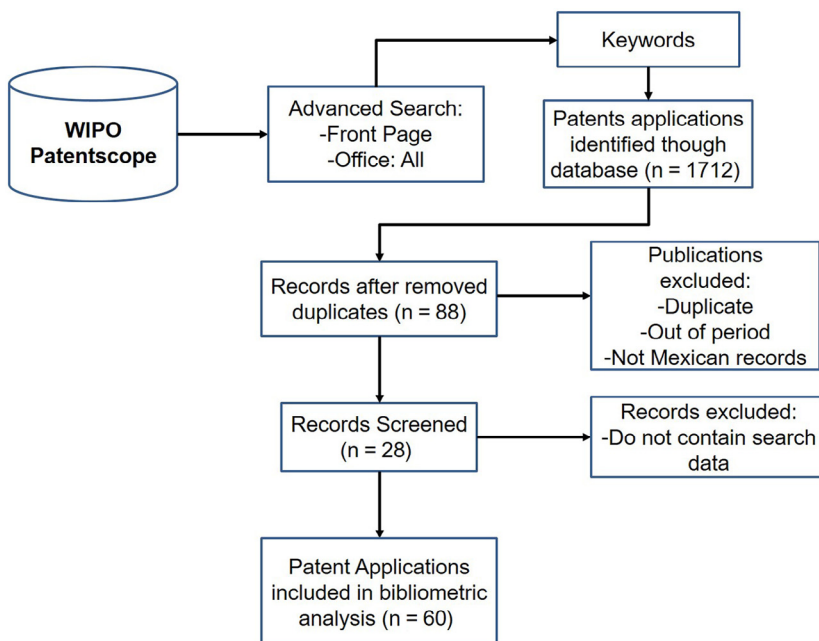 WIPO
Patentscope
Advanced Search:
-Front Page
-Office: All
Keywords
Patents applications
identified though
database (n = 1712)
Records after removed
duplicates (n = 88)
Publications
excluded:
-Duplicate
-Out of period
-Not Mexican records
Records Screened
(n = 28)
Records excluded:
-Do not contain search
data
Patent Applications
included in bibliometric
analysis (n = 60)